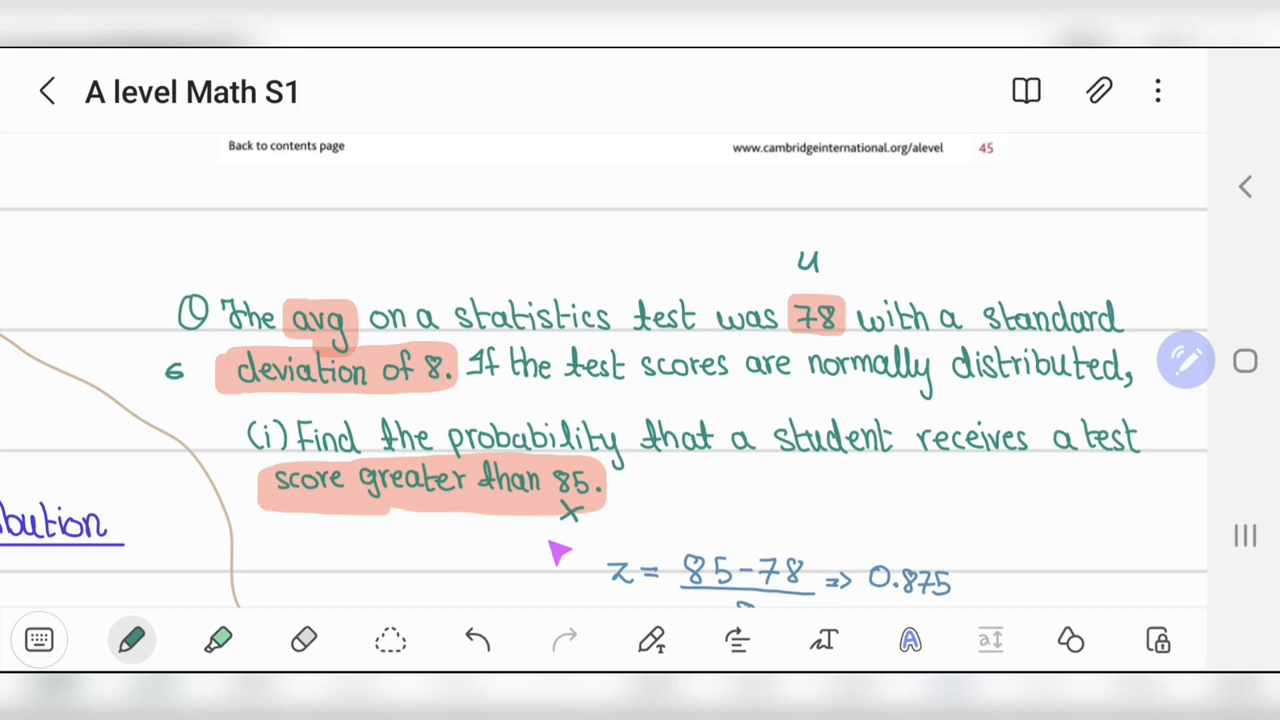 A level Math S1
Back to contents page www.cambridgeinternational.org/alevel 45
u
Q The avg on a statistics test was 78 with a standard
σ deviation of 8. If the test scores are normally distributed,
(i) Find the probability that a student receives a test
score greater than 85.
x
bution
z = 85-78 => 0.875